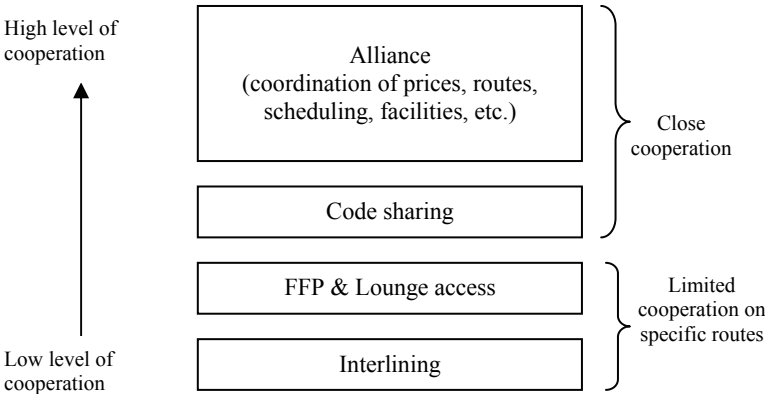 High level of
cooperation
Alliance
(coordination of prices, routes,
scheduling, facilities, etc.)
Close
cooperation
Code sharing
FFP & Lounge access
Limited
cooperation on
specific routes
Interlining
Low level of
cooperation